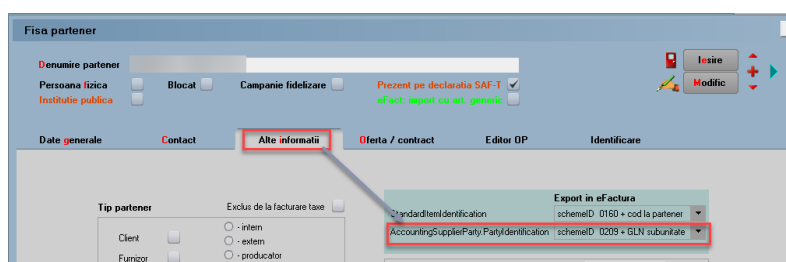 Fisa partener
Denumire partener
Iesire
Persoana fizica Blocat Campanie fidelizare Prezent pe declaratia SAF-T
Modific
Institutie publica eFact: import cu art. generic
Date generale Contact Alte informatii Oferta / contract Editor OP Identificare
Export in eFactura
Tip partener Exclus de la facturare taxe
StandardItemIdentification schemeID 0160 + cod la partener
- intern
AccountingSupplierParty.PartyIdentification schemeID 0209 + GLN subunitate
Client
- extern
Furnizor - producator